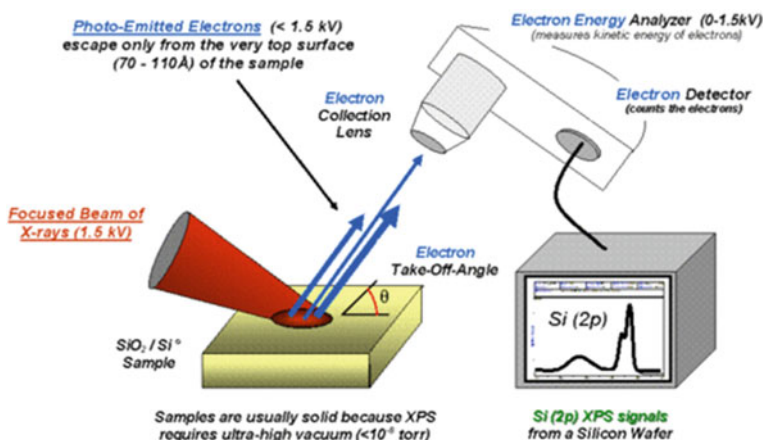 Photo-Emitted Electrons (< 1.5 kV)
escape only from the very top surface
(70 - 110Å) of the sample
Electron Energy Analyzer (0-1.5kV)
(measures kinetic energy of electrons)
Electron Detector
(counts the electrons)
Electron
Collection
Lens
Focused Beam of
X-rays (1.5 kV)
Electron
Take-Off-Angle
θ
SiO₂ / Si°
Sample
Si (2p)
Samples are usually solid because XPS
requires ultra-high vacuum (<10⁻⁸ torr)
Si (2p) XPS signals
from a Silicon Wafer